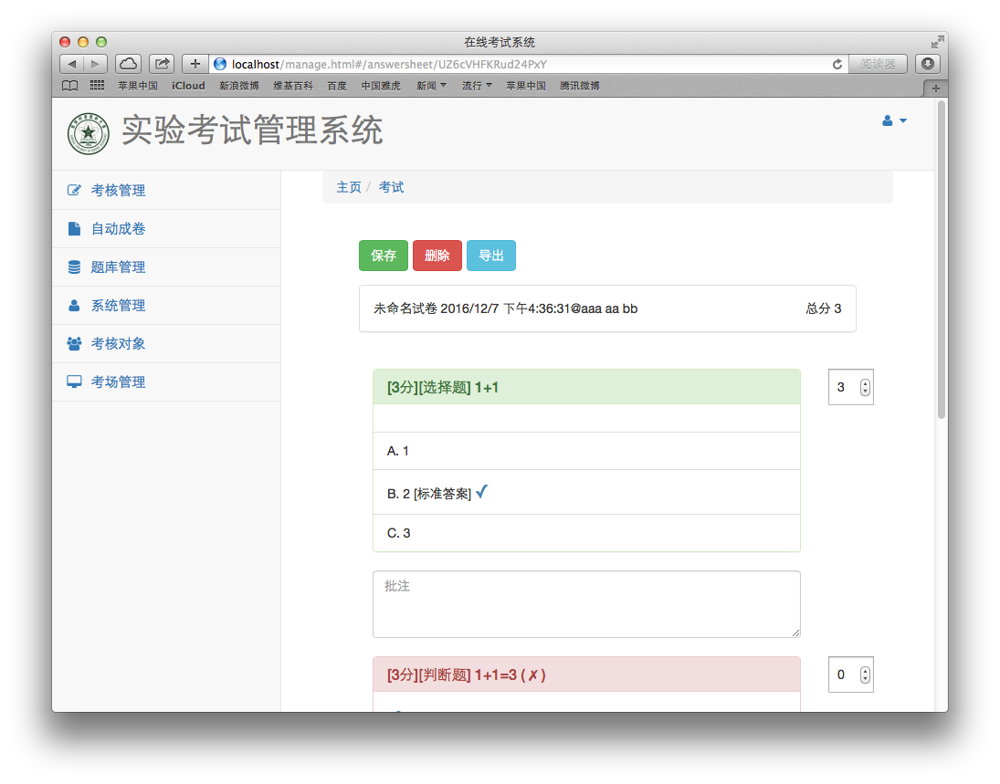 在线考试系统
localhost/manage.html#/answersheet/UZ6cVHFKRud24PxY
阅读器
苹果中国 iCloud 新浪微博 维基百科 百度 中国雅虎 新闻 流行 苹果中国 腾讯微博
实验考试管理系统
考核管理
自动成卷
题库管理
系统管理
考核对象
考场管理
主页 / 考试
保存 删除 导出
未命名试卷 2016/12/7 下午4:36:31@aaa aa bb 总分 3
[3分][选择题] 1+1 3
A. 1
B. 2 [标准答案] ✓
C. 3
批注
[3分][判断题] 1+1=3 (✗) 0